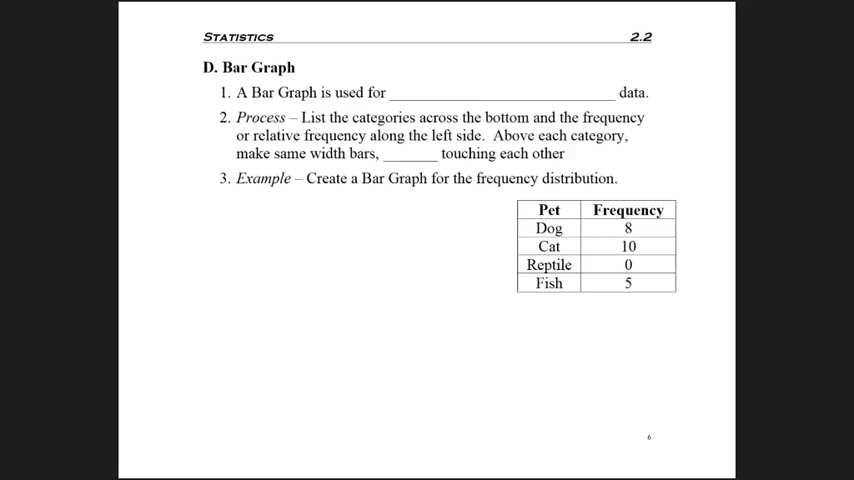 STATISTICS 2.2
D. Bar Graph
1. A Bar Graph is used for ______________________________ data.
2. Process – List the categories across the bottom and the frequency
or relative frequency along the left side. Above each category,
make same width bars, _______ touching each other
3. Example – Create a Bar Graph for the frequency distribution.
Pet Frequency
Dog 8
Cat 10
Reptile 0
Fish 5
6